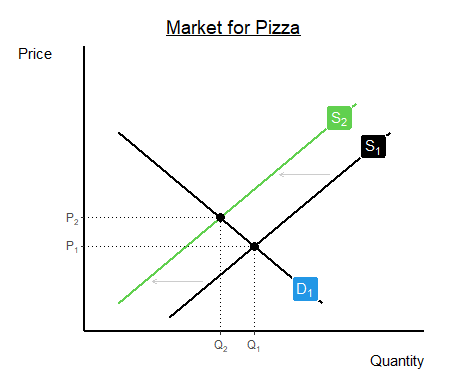 Market for Pizza
Price
S₂
S₁
P₂
P₁
D₁
Q₂ Q₁
Quantity